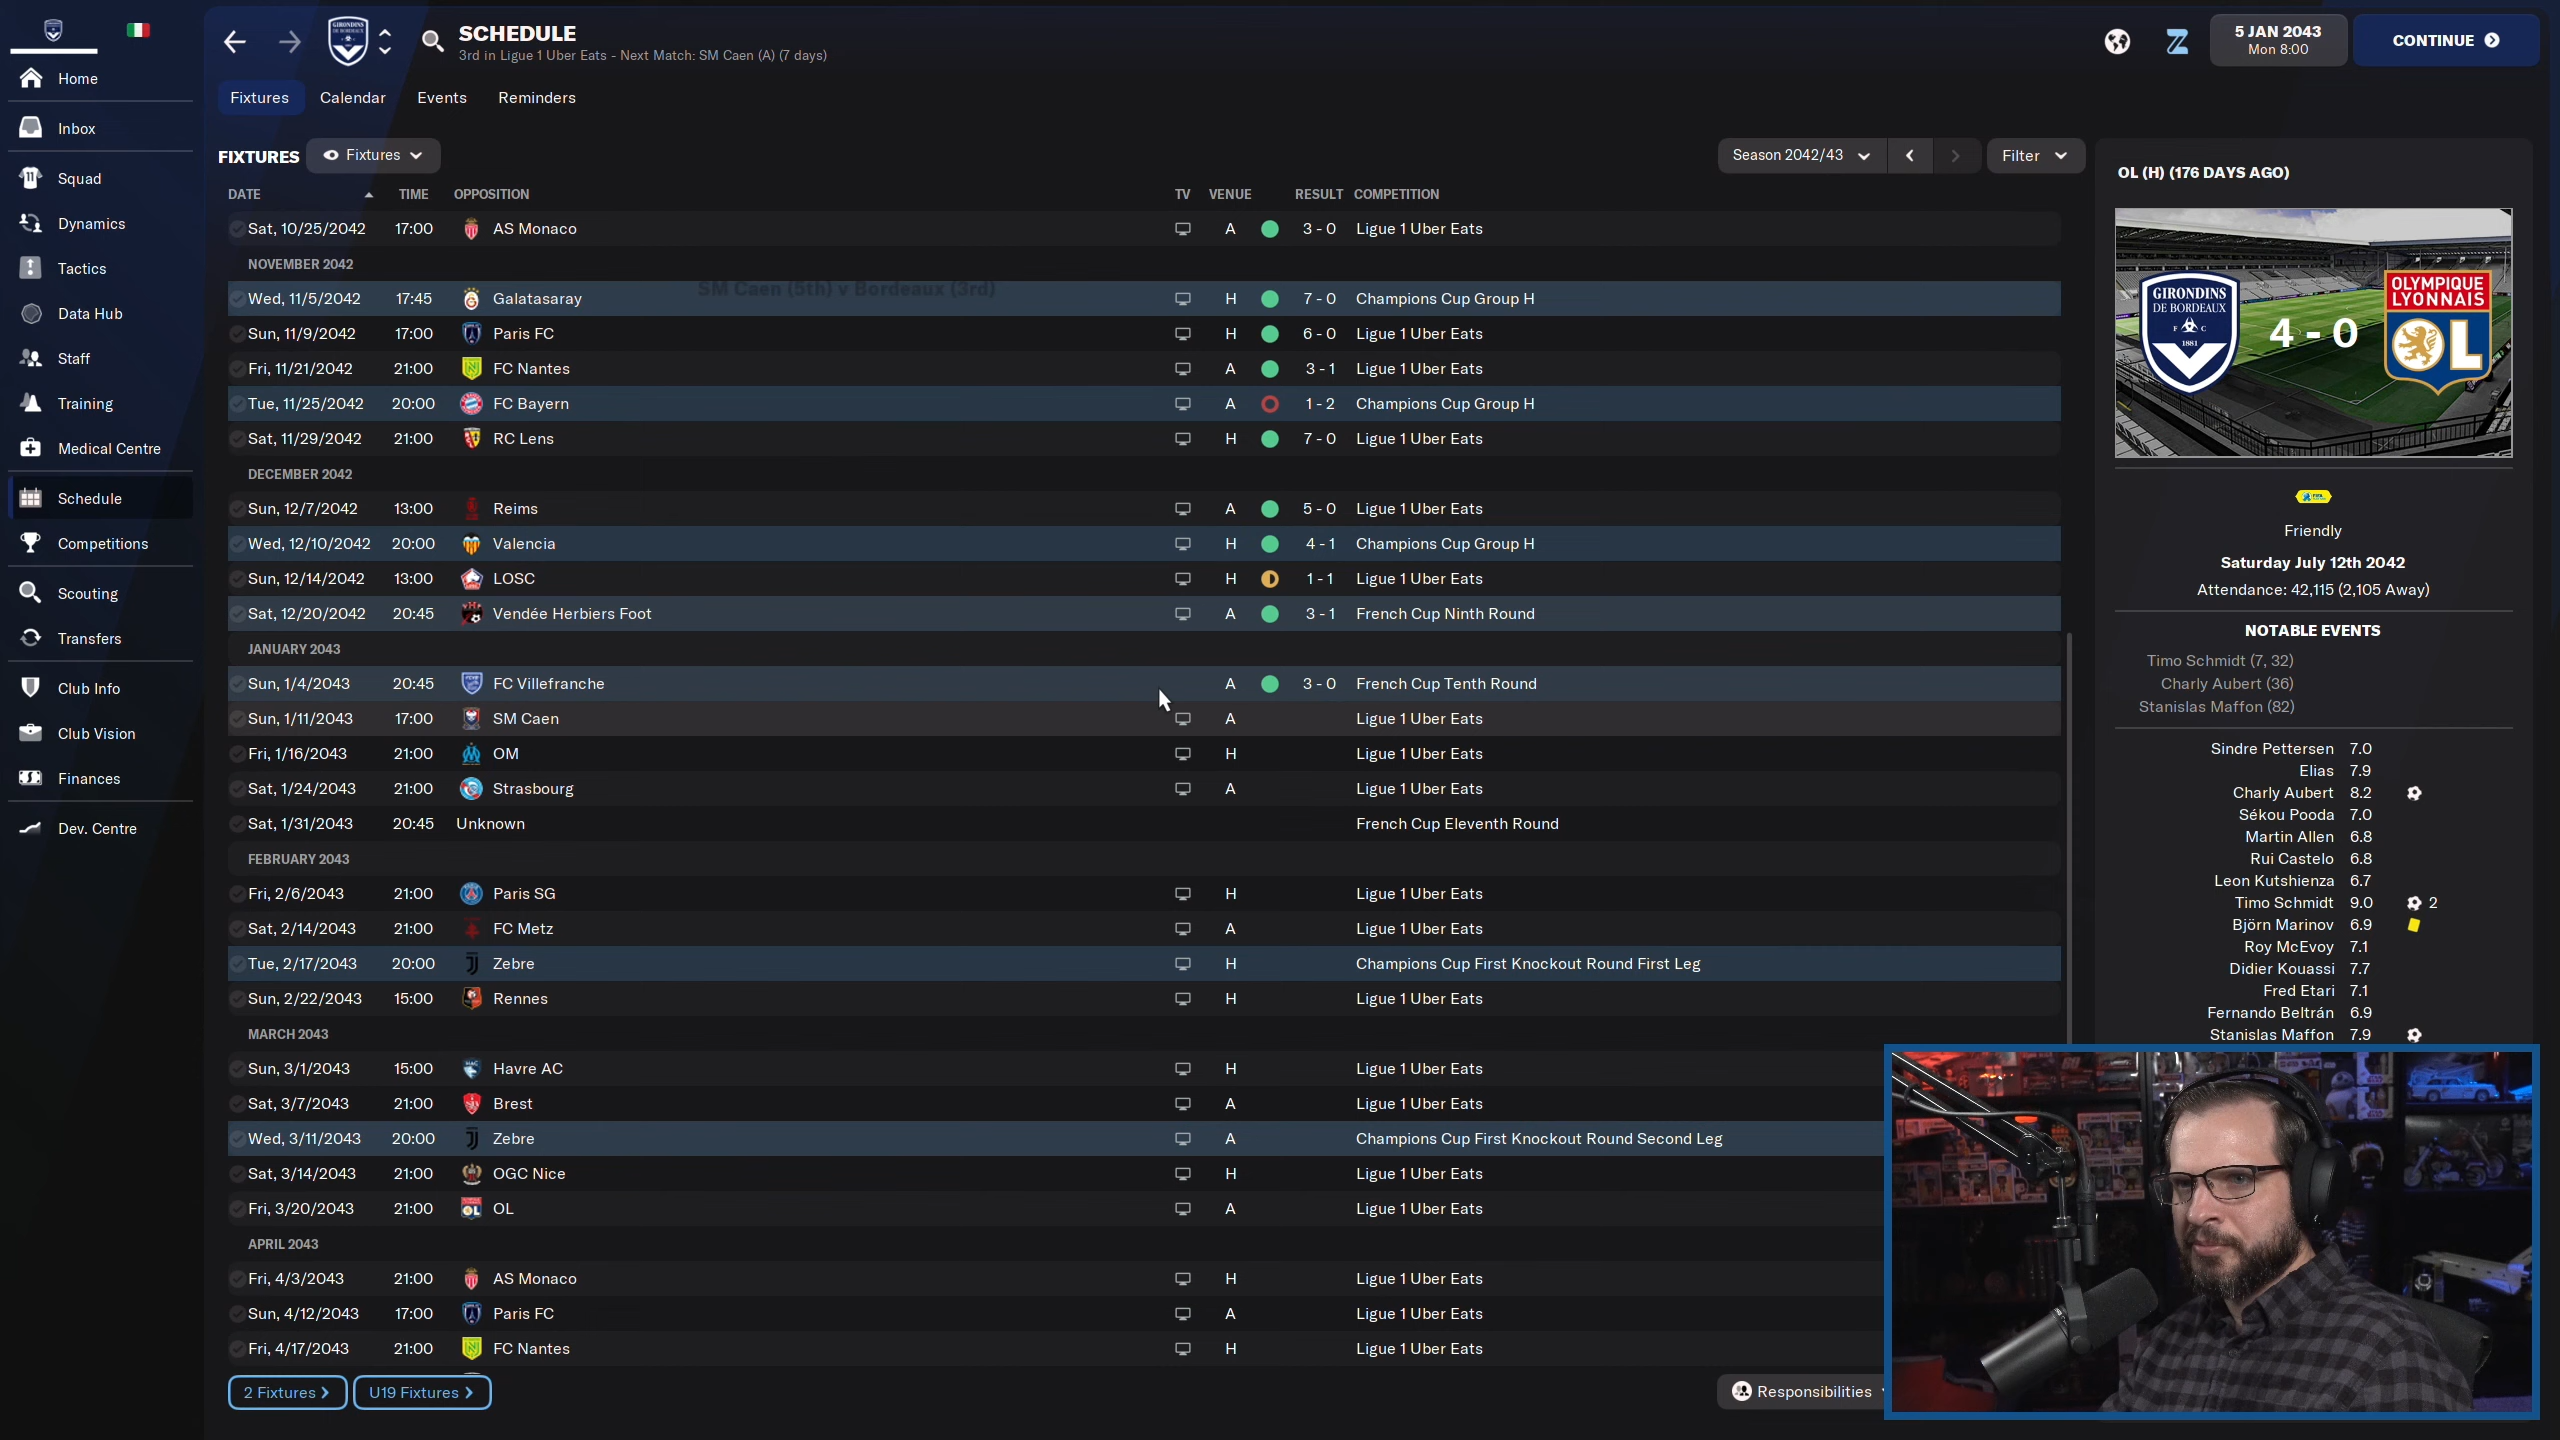 SCHEDULE
3rd in Ligue 1 Uber Eats - Next Match: SM Caen (A) (7 days)
5 JAN 2043
Mon 8:00
CONTINUE
Home
Inbox
Squad
Dynamics
Tactics
Data Hub
Staff
Training
Medical Centre
Schedule
Competitions
Scouting
Transfers
Club Info
Club Vision
Finances
Dev. Centre
Fixtures Calendar Events Reminders
FIXTURES Fixtures Season 2042/43 Filter
DATE TIME OPPOSITION TV VENUE RESULT COMPETITION
Sat, 10/25/2042 17:00 AS Monaco A 3 - 0 Ligue 1 Uber Eats
NOVEMBER 2042
SM Caen (5th) v Bordeaux (3rd)
Wed, 11/5/2042 17:45 Galatasaray H 7 - 0 Champions Cup Group H
Sun, 11/9/2042 17:00 Paris FC H 6 - 0 Ligue 1 Uber Eats
Fri, 11/21/2042 21:00 FC Nantes A 3 - 1 Ligue 1 Uber Eats
Tue, 11/25/2042 20:00 FC Bayern A 1 - 2 Champions Cup Group H
Sat, 11/29/2042 21:00 RC Lens H 7 - 0 Ligue 1 Uber Eats
DECEMBER 2042
Sun, 12/7/2042 13:00 Reims A 5 - 0 Ligue 1 Uber Eats
Wed, 12/10/2042 20:00 Valencia H 4 - 1 Champions Cup Group H
Sun, 12/14/2042 13:00 LOSC H 1 - 1 Ligue 1 Uber Eats
Sat, 12/20/2042 20:45 Vendée Herbiers Foot A 3 - 1 French Cup Ninth Round
JANUARY 2043
Sun, 1/4/2043 20:45 FC Villefranche A 3 - 0 French Cup Tenth Round
Sun, 1/11/2043 17:00 SM Caen A Ligue 1 Uber Eats
Fri, 1/16/2043 21:00 OM H Ligue 1 Uber Eats
Sat, 1/24/2043 21:00 Strasbourg A Ligue 1 Uber Eats
Sat, 1/31/2043 20:45 Unknown French Cup Eleventh Round
FEBRUARY 2043
Fri, 2/6/2043 21:00 Paris SG H Ligue 1 Uber Eats
Sat, 2/14/2043 21:00 FC Metz A Ligue 1 Uber Eats
Tue, 2/17/2043 20:00 Zebre H Champions Cup First Knockout Round First Leg
Sun, 2/22/2043 15:00 Rennes H Ligue 1 Uber Eats
MARCH 2043
Sun, 3/1/2043 15:00 Havre AC H Ligue 1 Uber Eats
Sat, 3/7/2043 21:00 Brest A Ligue 1 Uber Eats
Wed, 3/11/2043 20:00 Zebre A Champions Cup First Knockout Round Second Leg
Sat, 3/14/2043 21:00 OGC Nice H Ligue 1 Uber Eats
Fri, 3/20/2043 21:00 OL A Ligue 1 Uber Eats
APRIL 2043
Fri, 4/3/2043 21:00 AS Monaco H Ligue 1 Uber Eats
Sun, 4/12/2043 17:00 Paris FC A Ligue 1 Uber Eats
Fri, 4/17/2043 21:00 FC Nantes H Ligue 1 Uber Eats
2 Fixtures U19 Fixtures Responsibilities
OL (H) (176 DAYS AGO)
GIRONDINS
DE BORDEAUX
F C
1881
4 - 0
OLYMPIQUE
LYONNAIS
OL
Friendly
Saturday July 12th 2042
Attendance: 42,115 (2,105 Away)
NOTABLE EVENTS
Timo Schmidt (7, 32)
Charly Aubert (36)
Stanislas Maffon (82)
Sindre Pettersen 7.0
Elias 7.9
Charly Aubert 8.2
Sékou Pooda 7.0
Martin Allen 6.8
Rui Castelo 6.8
Leon Kutshienza 6.7
Timo Schmidt 9.0 2
Björn Marinov 6.9
Roy McEvoy 7.1
Didier Kouassi 7.7
Fred Etari 7.1
Fernando Beltrán 6.9
Stanislas Maffon 7.9